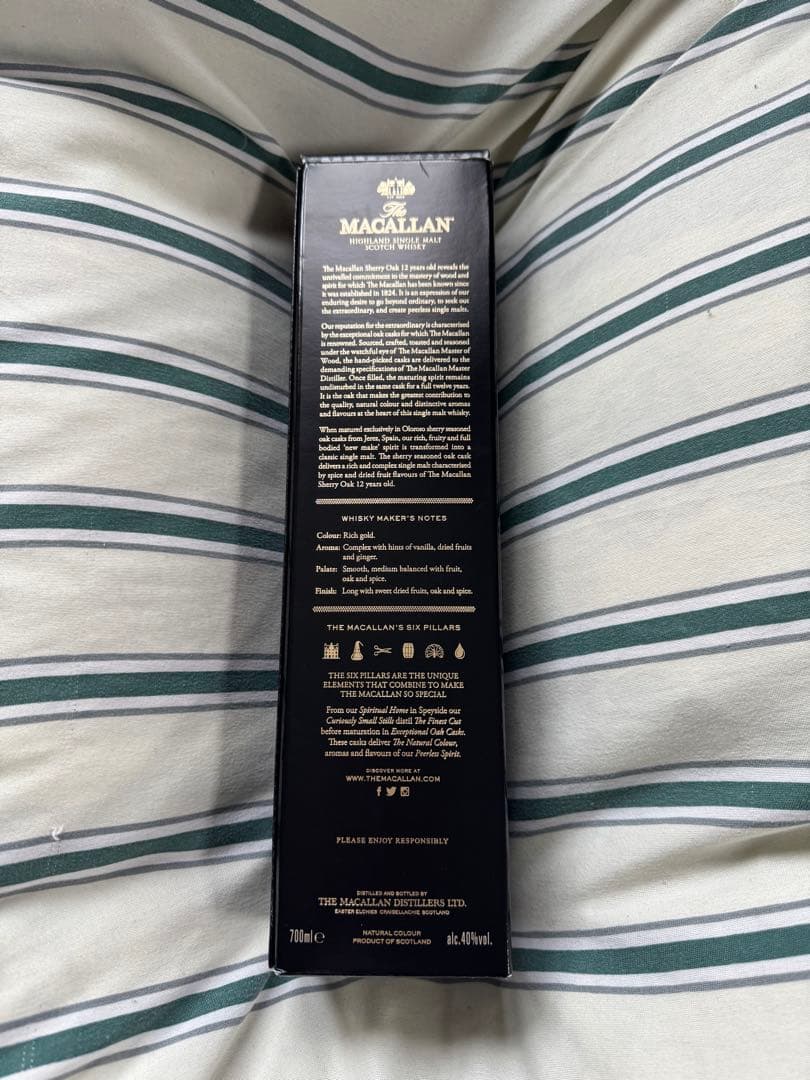 The
MACALLAN
HIGHLAND SINGLE MALT
SCOTCH WHISKY
The Macallan Sherry Oak 12 years old reveals the
unrivalled commitment to the mastery of wood and
spirit for which The Macallan has been known since
it was established in 1824. It is an expression of our
enduring desire to go beyond ordinary, to seek out
the extraordinary, and create peerless single malts.
Our reputation for the extraordinary is characterised
by the exceptional oak casks for which The Macallan
is renowned. Sourced, crafted, toasted and seasoned
under the watchful eye of The Macallan Master of
Wood, the hand-picked casks are delivered to the
demanding specifications of The Macallan Master
Distiller. Once filled, the maturing spirit remains
undisturbed in the same cask for a full twelve years.
It is the oak that makes the greatest contribution to
the quality, natural colour and distinctive aromas
and flavours at the heart of this single malt whisky.
When matured exclusively in Oloroso sherry seasoned
oak casks from Jerez, Spain, our rich, fruity and full
bodied 'new make' spirit is transformed into a
classic single malt. The sherry seasoned oak cask
delivers a rich and complex single malt characterised
by spice and dried fruit flavours of The Macallan
Sherry Oak 12 years old.
WHISKY MAKER'S NOTES
Colour: Rich gold.
Aroma: Complex with hints of vanilla, dried fruits
and ginger.
Palate: Smooth, medium balanced with fruit,
oak and spice.
Finish: Long with sweet dried fruits, oak and spice.
THE MACALLAN'S SIX PILLARS
THE SIX PILLARS ARE THE UNIQUE
ELEMENTS THAT COMBINE TO MAKE
THE MACALLAN SO SPECIAL
From our Spiritual Home in Speyside our
Curiously Small Stills distil The Finest Cut
before maturation in Exceptional Oak Casks.
These casks deliver The Natural Colour,
aromas and flavours of our Peerless Spirit.
DISCOVER MORE AT
WWW.THEMACALLAN.COM
PLEASE ENJOY RESPONSIBLY
DISTILLED AND BOTTLED BY
THE MACALLAN DISTILLERS LTD.
EASTER ELCHIES CRAIGELLACHIE SCOTLAND
700ml e
NATURAL COLOUR
PRODUCT OF SCOTLAND
alc.40%vol.